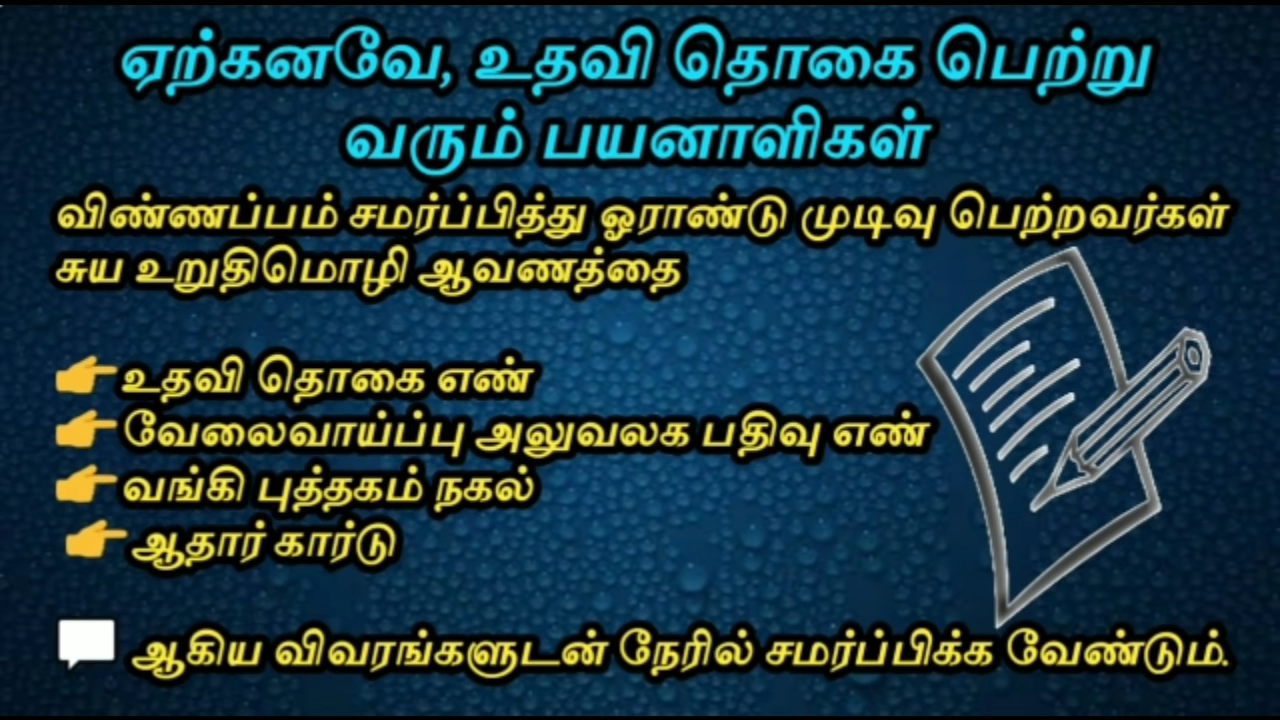 ஏற்கனவே, உதவி தொகை பெற்று
வரும் பயனாளிகள்
விண்ணப்பம் சமர்ப்பித்து ஓராண்டு முடிவு பெற்றவர்கள்
சுய உறுதிமொழி ஆவணத்தை
👉உதவி தொகை எண்
👉வேலைவாய்ப்பு அலுவலக பதிவு எண்
👉வங்கி புத்தகம் நகல்
👉ஆதார் கார்டு
ஆகிய விவரங்களுடன் நேரில் சமர்ப்பிக்க வேண்டும்.